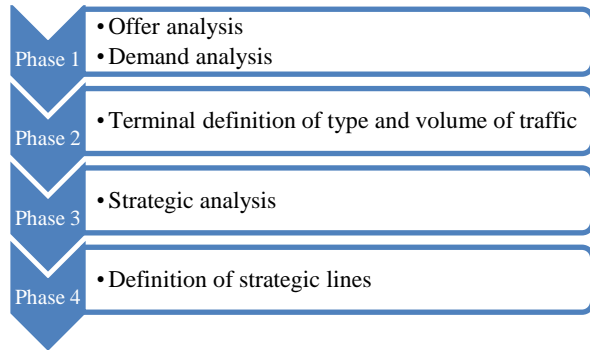 Phase 1
• Offer analysis
• Demand analysis
Phase 2
• Terminal definition of type and volume of traffic
Phase 3
• Strategic analysis
Phase 4
• Definition of strategic lines